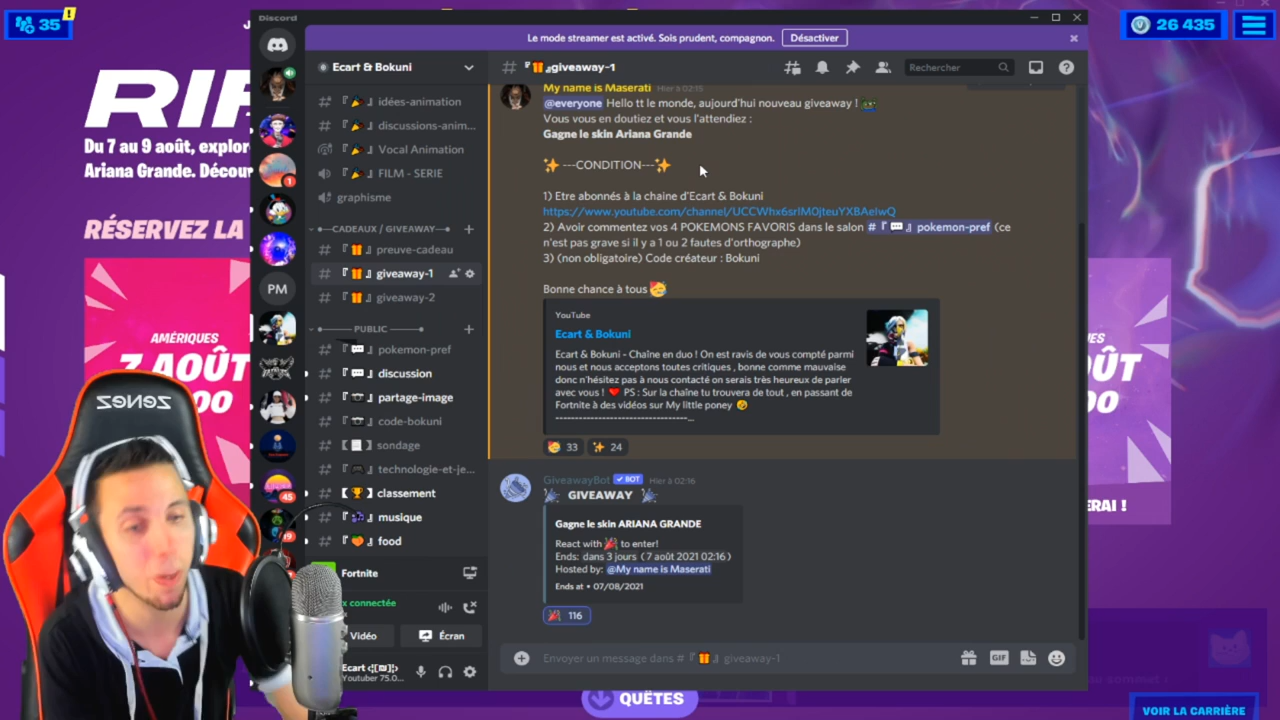 35
!
26 435
Discord
Le mode streamer est activé. Sois prudent, compagnon.
Désactiver
Ecart & Bokuni
『🎁』giveaway-1
Rechercher
『🎉』 idées-animation
『🎉』 discussions-anim...
『🎉』 Vocal Animation
『🎉』 FILM - SERIE
graphisme
CADEAUX / GIVEAWAY
『🎁』 preuve-cadeau
『🎁』 giveaway-1
『🎁』 giveaway-2
PM
PUBLIC
『💬』 pokemon-pref
『💬』 discussion
『📷』 partage-image
『📷』 code-bokuni
sondage
『🎮』 technologie-et-je...
【🏆】 classement
『🎶』 musique
『🍑』 food
1
45
19
Fortnite
x connectée
Vidéo
Écran
Ecart
Youtuber 75.0...
My name is Maserati Hier à 02:15
@everyone Hello tt le monde, aujourd'hui nouveau giveaway !
Vous vous en doutiez et vous l'attendiez :
Gagne le skin Ariana Grande
✨ ---CONDITION---✨
1) Etre abonnés à la chaine d'Ecart & Bokuni
https://www.youtube.com/channel/UCCWhx6srlM0jteuYXBAeIwQ
2) Avoir commentez vos 4 POKEMONS FAVORIS dans le salon #『💬』pokemon-pref (ce
n'est pas grave si il y a 1 ou 2 fautes d'orthographe)
3) (non obligatoire) Code créateur : Bokuni
Bonne chance à tous 🥳
YouTube
Ecart & Bokuni
Ecart & Bokuni - Chaîne en duo ! On est ravis de vous compté parmi
nous et nous acceptons toutes critiques , bonne comme mauvaise
donc n'hésitez pas à nous contacté on serais très heureux de parler
avec vous ! ❤️ PS : Sur la chaîne tu trouvera de tout , en passant de
Fortnite à des vidéos sur My little poney 🤣
---------------------------------...
🥳 33 ✨ 24
GiveawayBot ✓ BOT Hier à 02:16
🎉 GIVEAWAY 🎉
Gagne le skin ARIANA GRANDE
React with 🎉 to enter!
Ends: dans 3 jours (7 août 2021 02:16)
Hosted by: @My name is Maserati
Ends at • 07/08/2021
🎉 116
Envoyer un message dans #『🎁』giveaway-1
GIF
Du 7 au 9 août, explor
Ariana Grande. Découv
RÉSERVEZ LA
AMÉRIQUES
7 AOÛT
ÛT
00
ERAI !
zenez
QUÊTES
VOIR LA CARRIÈRE